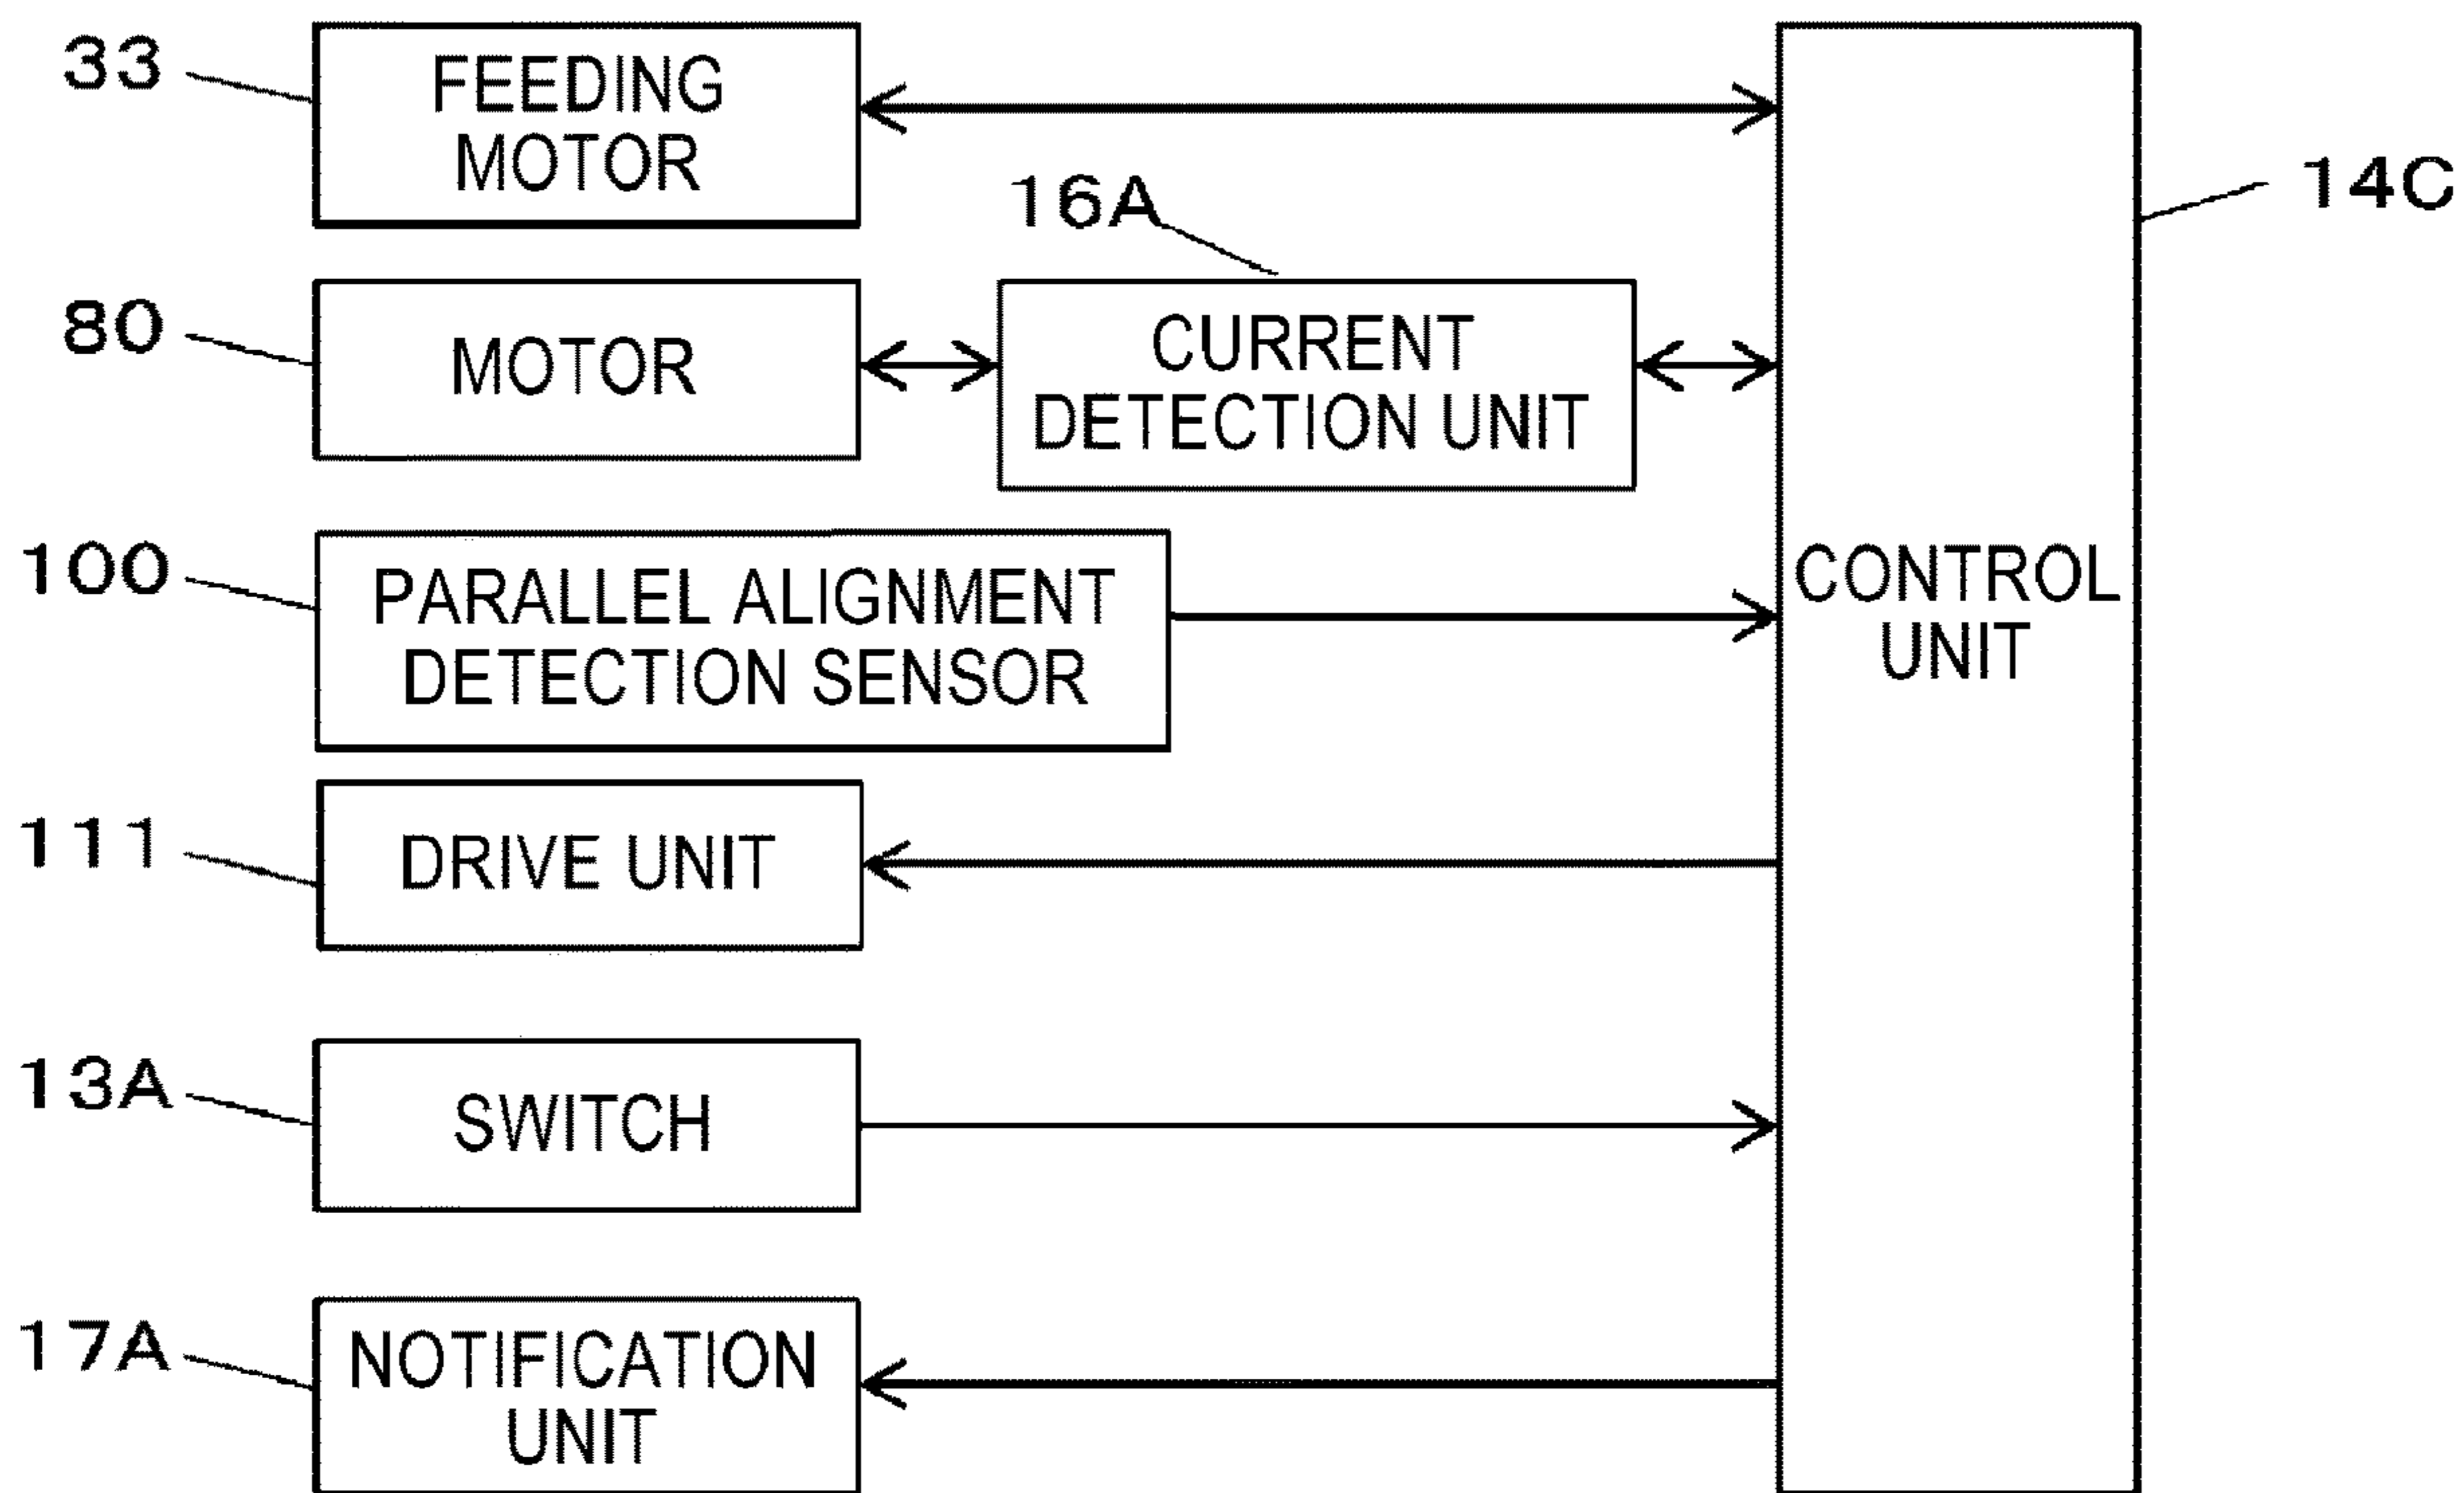 33
FEEDING
MOTOR
16A
14C
80
MOTOR
CURRENT
DETECTION UNIT
100
PARALLEL ALIGNMENT
DETECTION SENSOR
CONTROL
UNIT
111
DRIVE UNIT
13A
SWITCH
17A
NOTIFICATION
UNIT